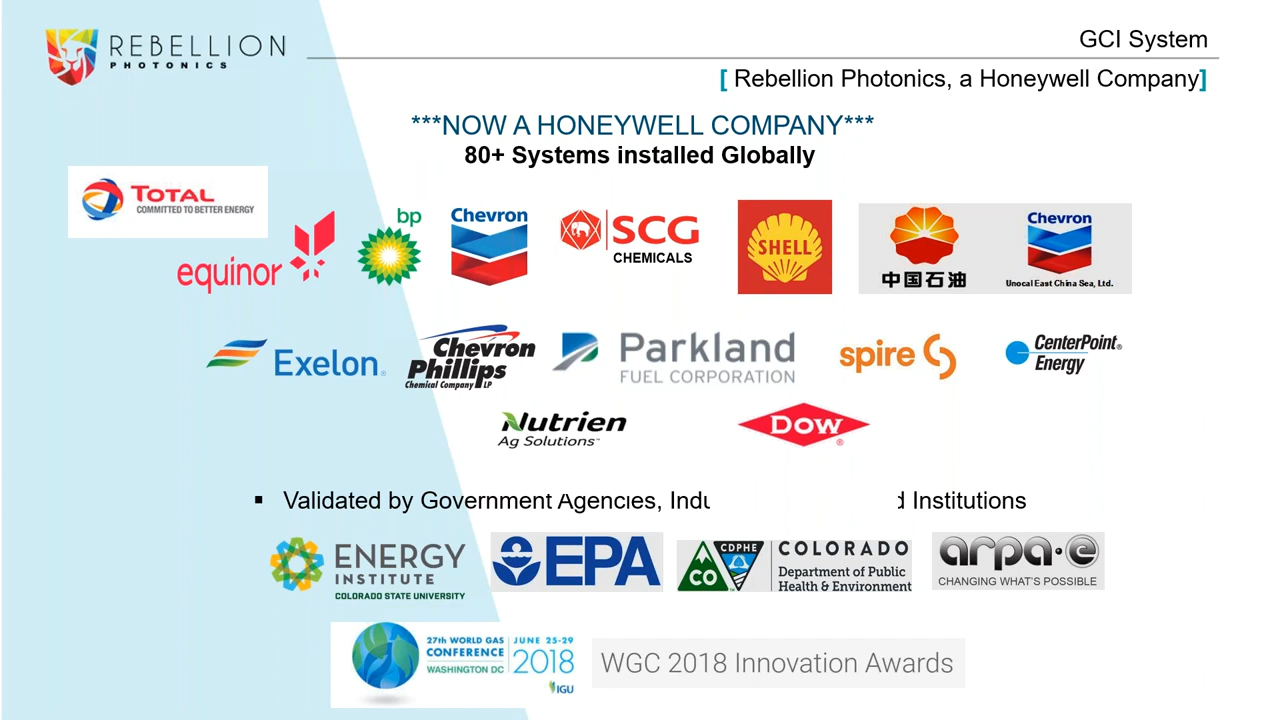 REBELLION
PHOTONICS
GCI System
[ Rebellion Photonics, a Honeywell Company]
***NOW A HONEYWELL COMPANY***
80+ Systems installed Globally
TOTAL
COMMITTED TO BETTER ENERGY
equinor
bp
Chevron
SCG
CHEMICALS
SHELL
中国石油
Chevron
Unocal East China Sea, Ltd.
Exelon®
Chevron
Phillips
Chemical Company LP
Parkland
FUEL CORPORATION
spire
CenterPoint®
Energy
Nutrien
Ag Solutions™
DOW
®
▪ Validated by Government Agencies, Institutions
ENERGY
INSTITUTE
COLORADO STATE UNIVERSITY
EPA
CDPHE
CO
COLORADO
Department of Public
Health & Environment
arpa·e
CHANGING WHAT'S POSSIBLE
27th WORLD GAS
CONFERENCE
WASHINGTON DC
JUNE 25-29
2018
IGU
WGC 2018 Innovation Awards